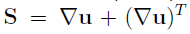 S = ∇u + (∇u)^T